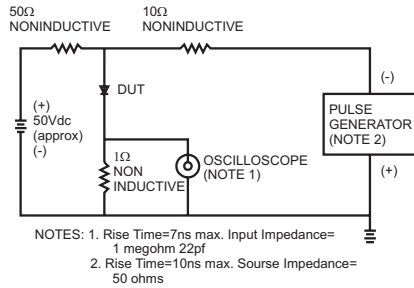 50Ω
NONINDUCTIVE
10Ω
NONINDUCTIVE
(+)
50Vdc
(approx)
(-)
DUT
1Ω
NON
INDUCTIVE
OSCILLOSCOPE
(NOTE 1)
(-)
PULSE
GENERATOR
(NOTE 2)
(+)
NOTES: 1. Rise Time=7ns max. Input Impedance=
1 megohm 22pf
2. Rise Time=10ns max. Sourse Impedance=
50 ohms